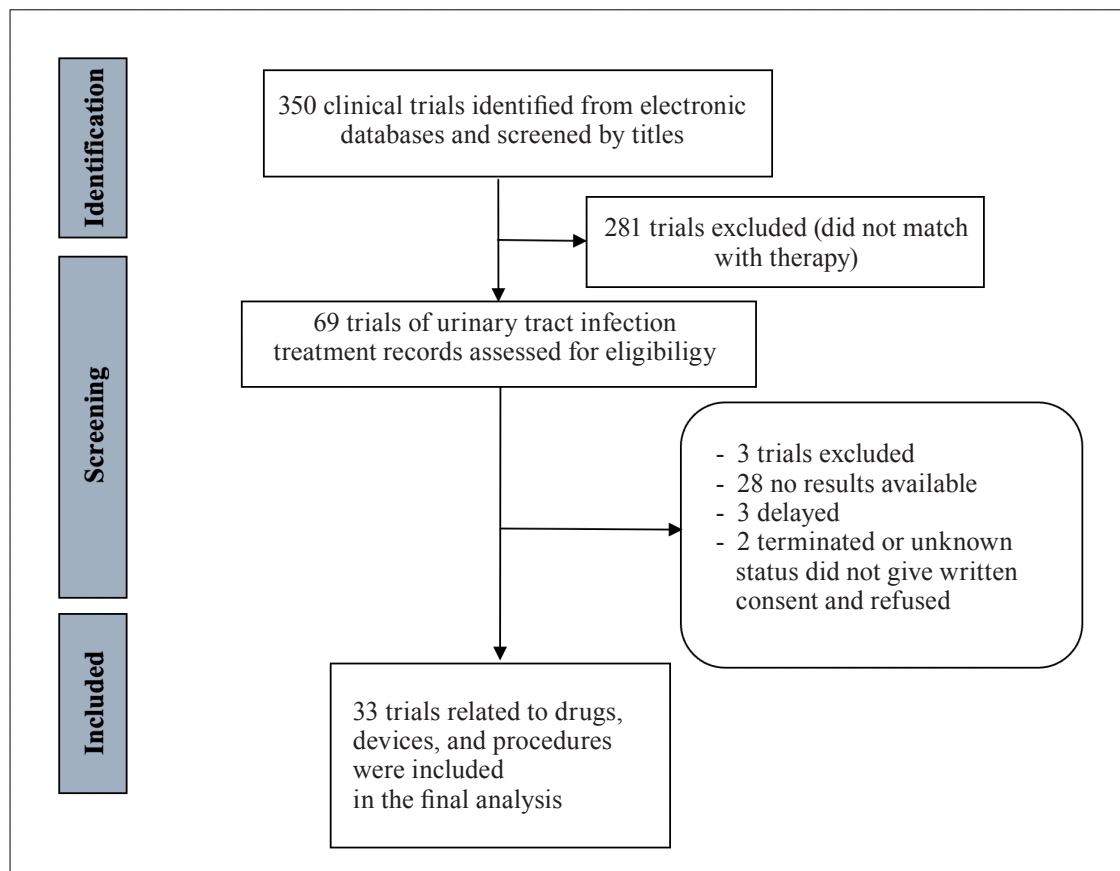 Identification
350 clinical trials identified from electronic
databases and screened by titles
281 trials excluded (did not match
with therapy)
Screening
69 trials of urinary tract infection
treatment records assessed for eligibiligy
- 3 trials excluded
- 28 no results available
- 3 delayed
- 2 terminated or unknown
status did not give written
consent and refused
Included
33 trials related to drugs,
devices, and procedures
were included
in the final analysis